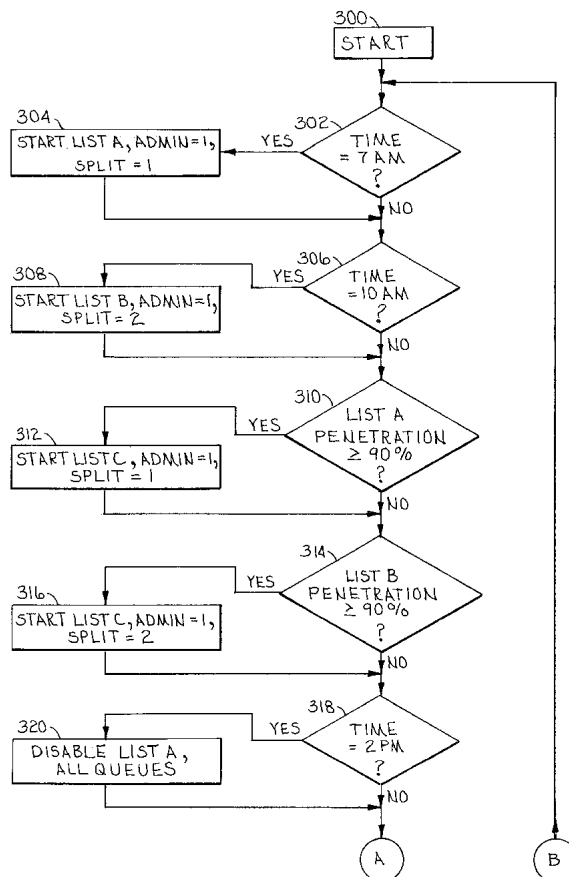 300
START
304
START LIST A, ADMIN=1,
SPLIT = 1
YES
302
TIME
= 7 AM
?
NO
308
START LIST B, ADMIN=1,
SPLIT = 2
YES
306
TIME
=10 AM
?
NO
312
START LIST C, ADMIN=1,
SPLIT = 1
YES
310
LIST A
PENETRATION
≥ 90%
?
NO
316
START LIST C, ADMIN=1,
SPLIT = 2
YES
314
LIST B
PENETRATION
≥ 90%
?
NO
320
DISABLE LIST A,
ALL QUEUES
YES
318
TIME
= 2 PM
?
NO
A
B